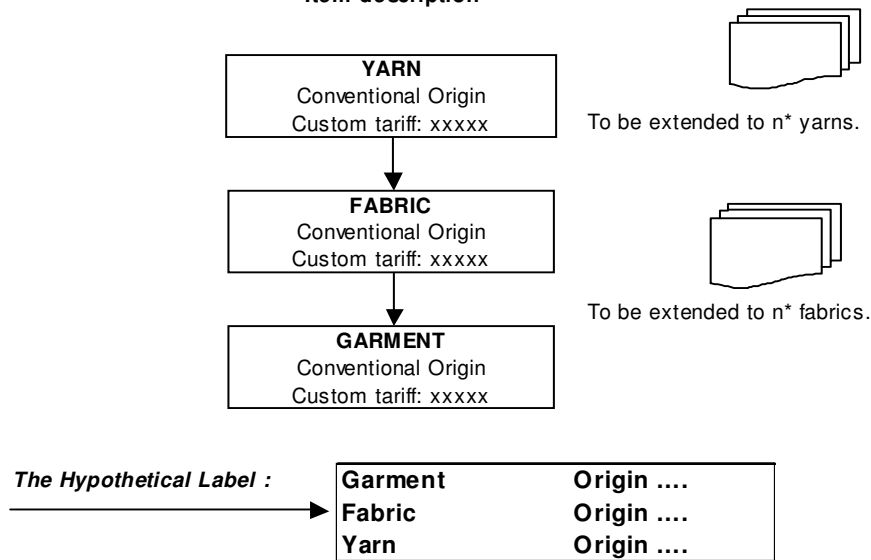 YARN
Conventional Origin
Custom tariff: xxxxx
To be extended to n* yarns.
FABRIC
Conventional Origin
Custom tariff: xxxxx
To be extended to n* fabrics.
GARMENT
Conventional Origin
Custom tariff: xxxxx
The Hypothetical Label :
Garment Origin ....
Fabric Origin ....
Yarn Origin ....